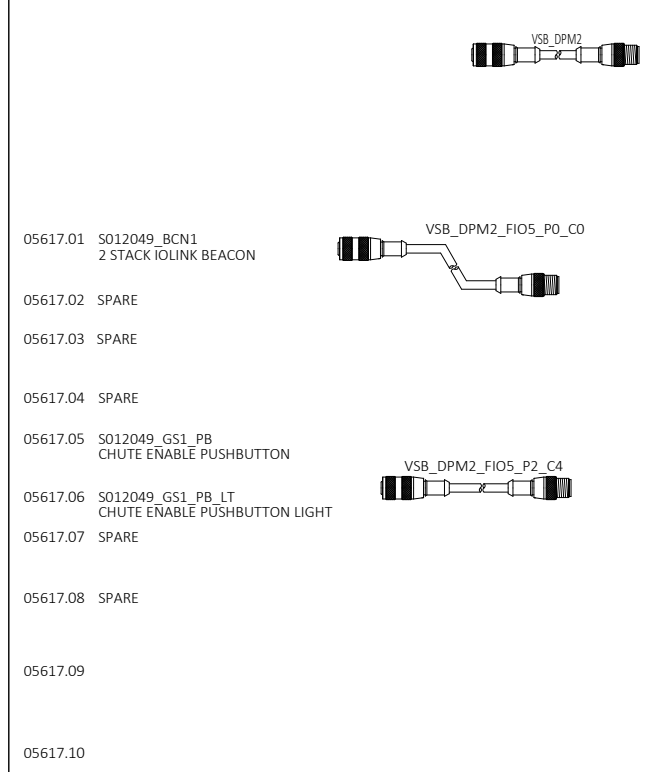 VSB_DPM2
05617.01 S012049_BCN1
2 STACK IOLINK BEACON
VSB_DPM2_FIO5_P0_C0
05617.02 SPARE
05617.03 SPARE
05617.04 SPARE
05617.05 S012049_GS1_PB
CHUTE ENABLE PUSHBUTTON
VSB_DPM2_FIO5_P2_C4
05617.06 S012049_GS1_PB_LT
CHUTE ENABLE PUSHBUTTON LIGHT
05617.07 SPARE
05617.08 SPARE
05617.09
05617.10